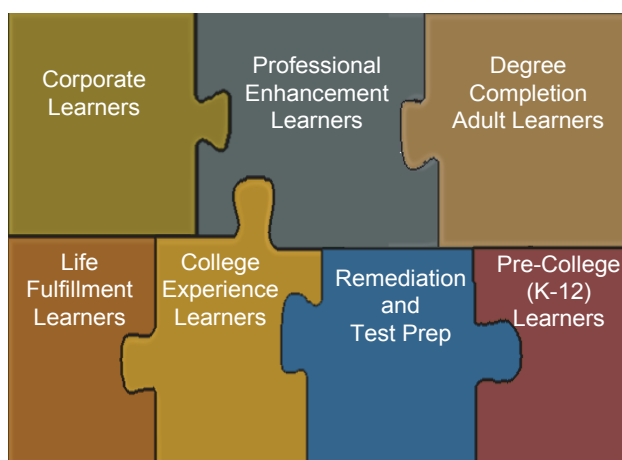 Corporate
Learners
Professional
Enhancement
Learners
Degree
Completion
Adult Learners
Life
Fulfillment
Learners
College
Experience
Learners
Remediation
and
Test Prep
Pre-College
(K-12)
Learners